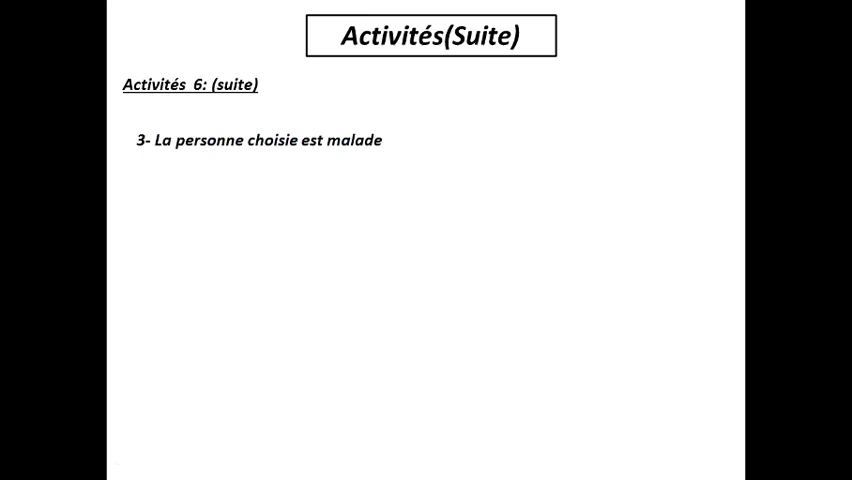 Activités(Suite)
Activités 6: (suite)
3- La personne choisie est malade